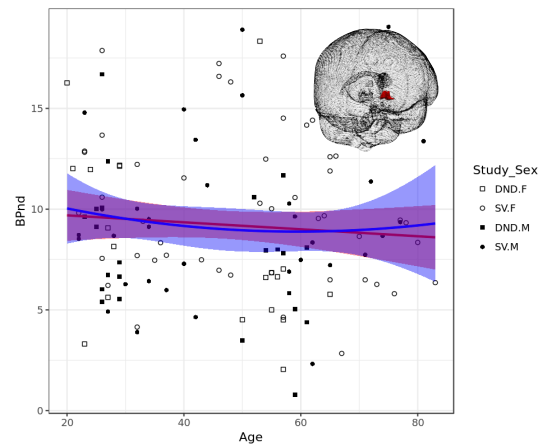 15
10
5
0
BPnd
20
40
60
80
Age
Study_Sex
DND.F
SV.F
DND.M
SV.M